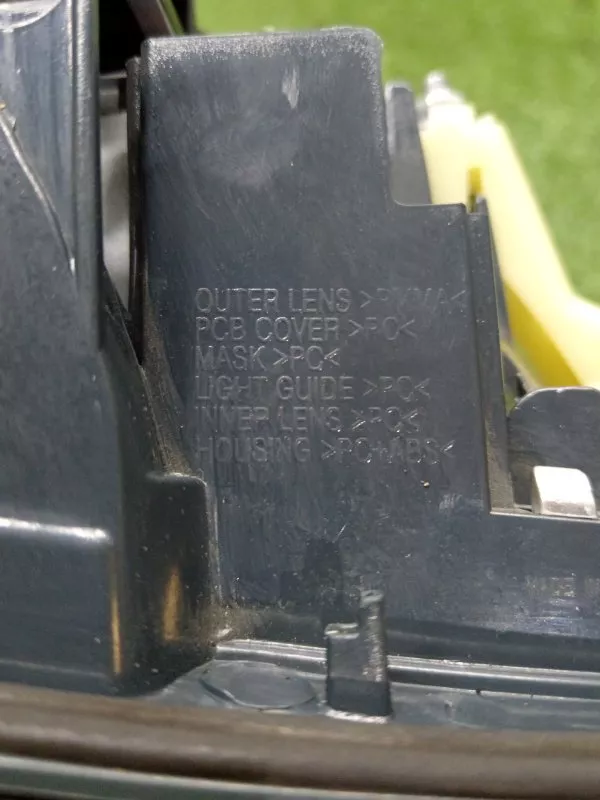 OUTER LENS >PMMA<
PCB COVER >PC<
MASK >PC<
LIGHT GUIDE >PC<
INNER LENS >PC<
HOUSING >PC+ABS<